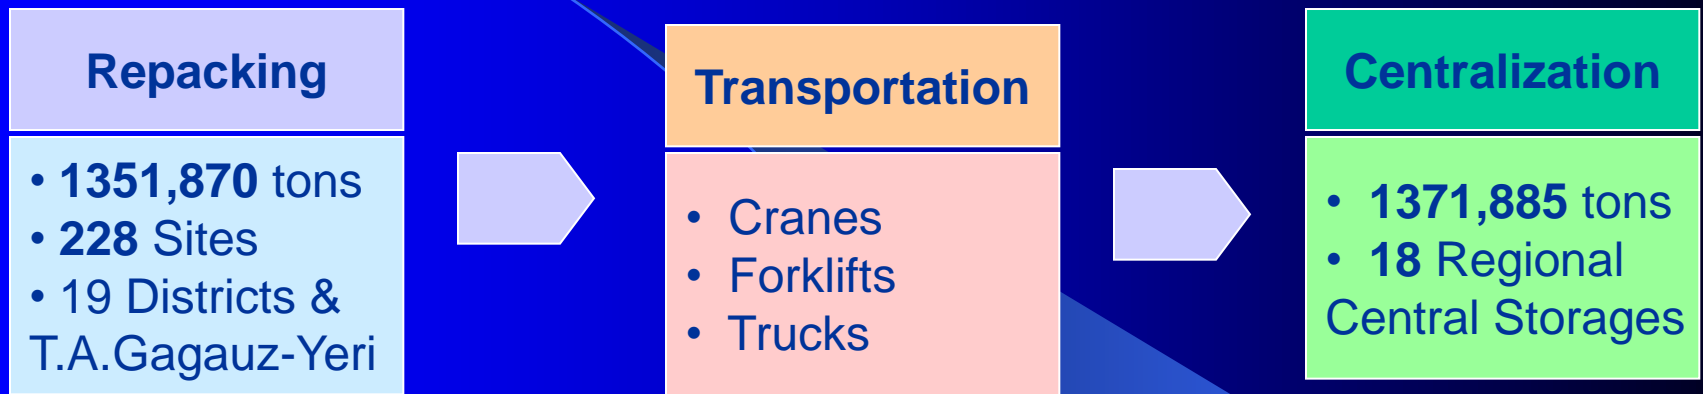 Repacking
• 1351,870 tons
• 228 Sites
• 19 Districts &
T.A.Gagauz-Yeri
Transportation
• Cranes
• Forklifts
• Trucks
Centralization
• 1371,885 tons
• 18 Regional
Central Storages